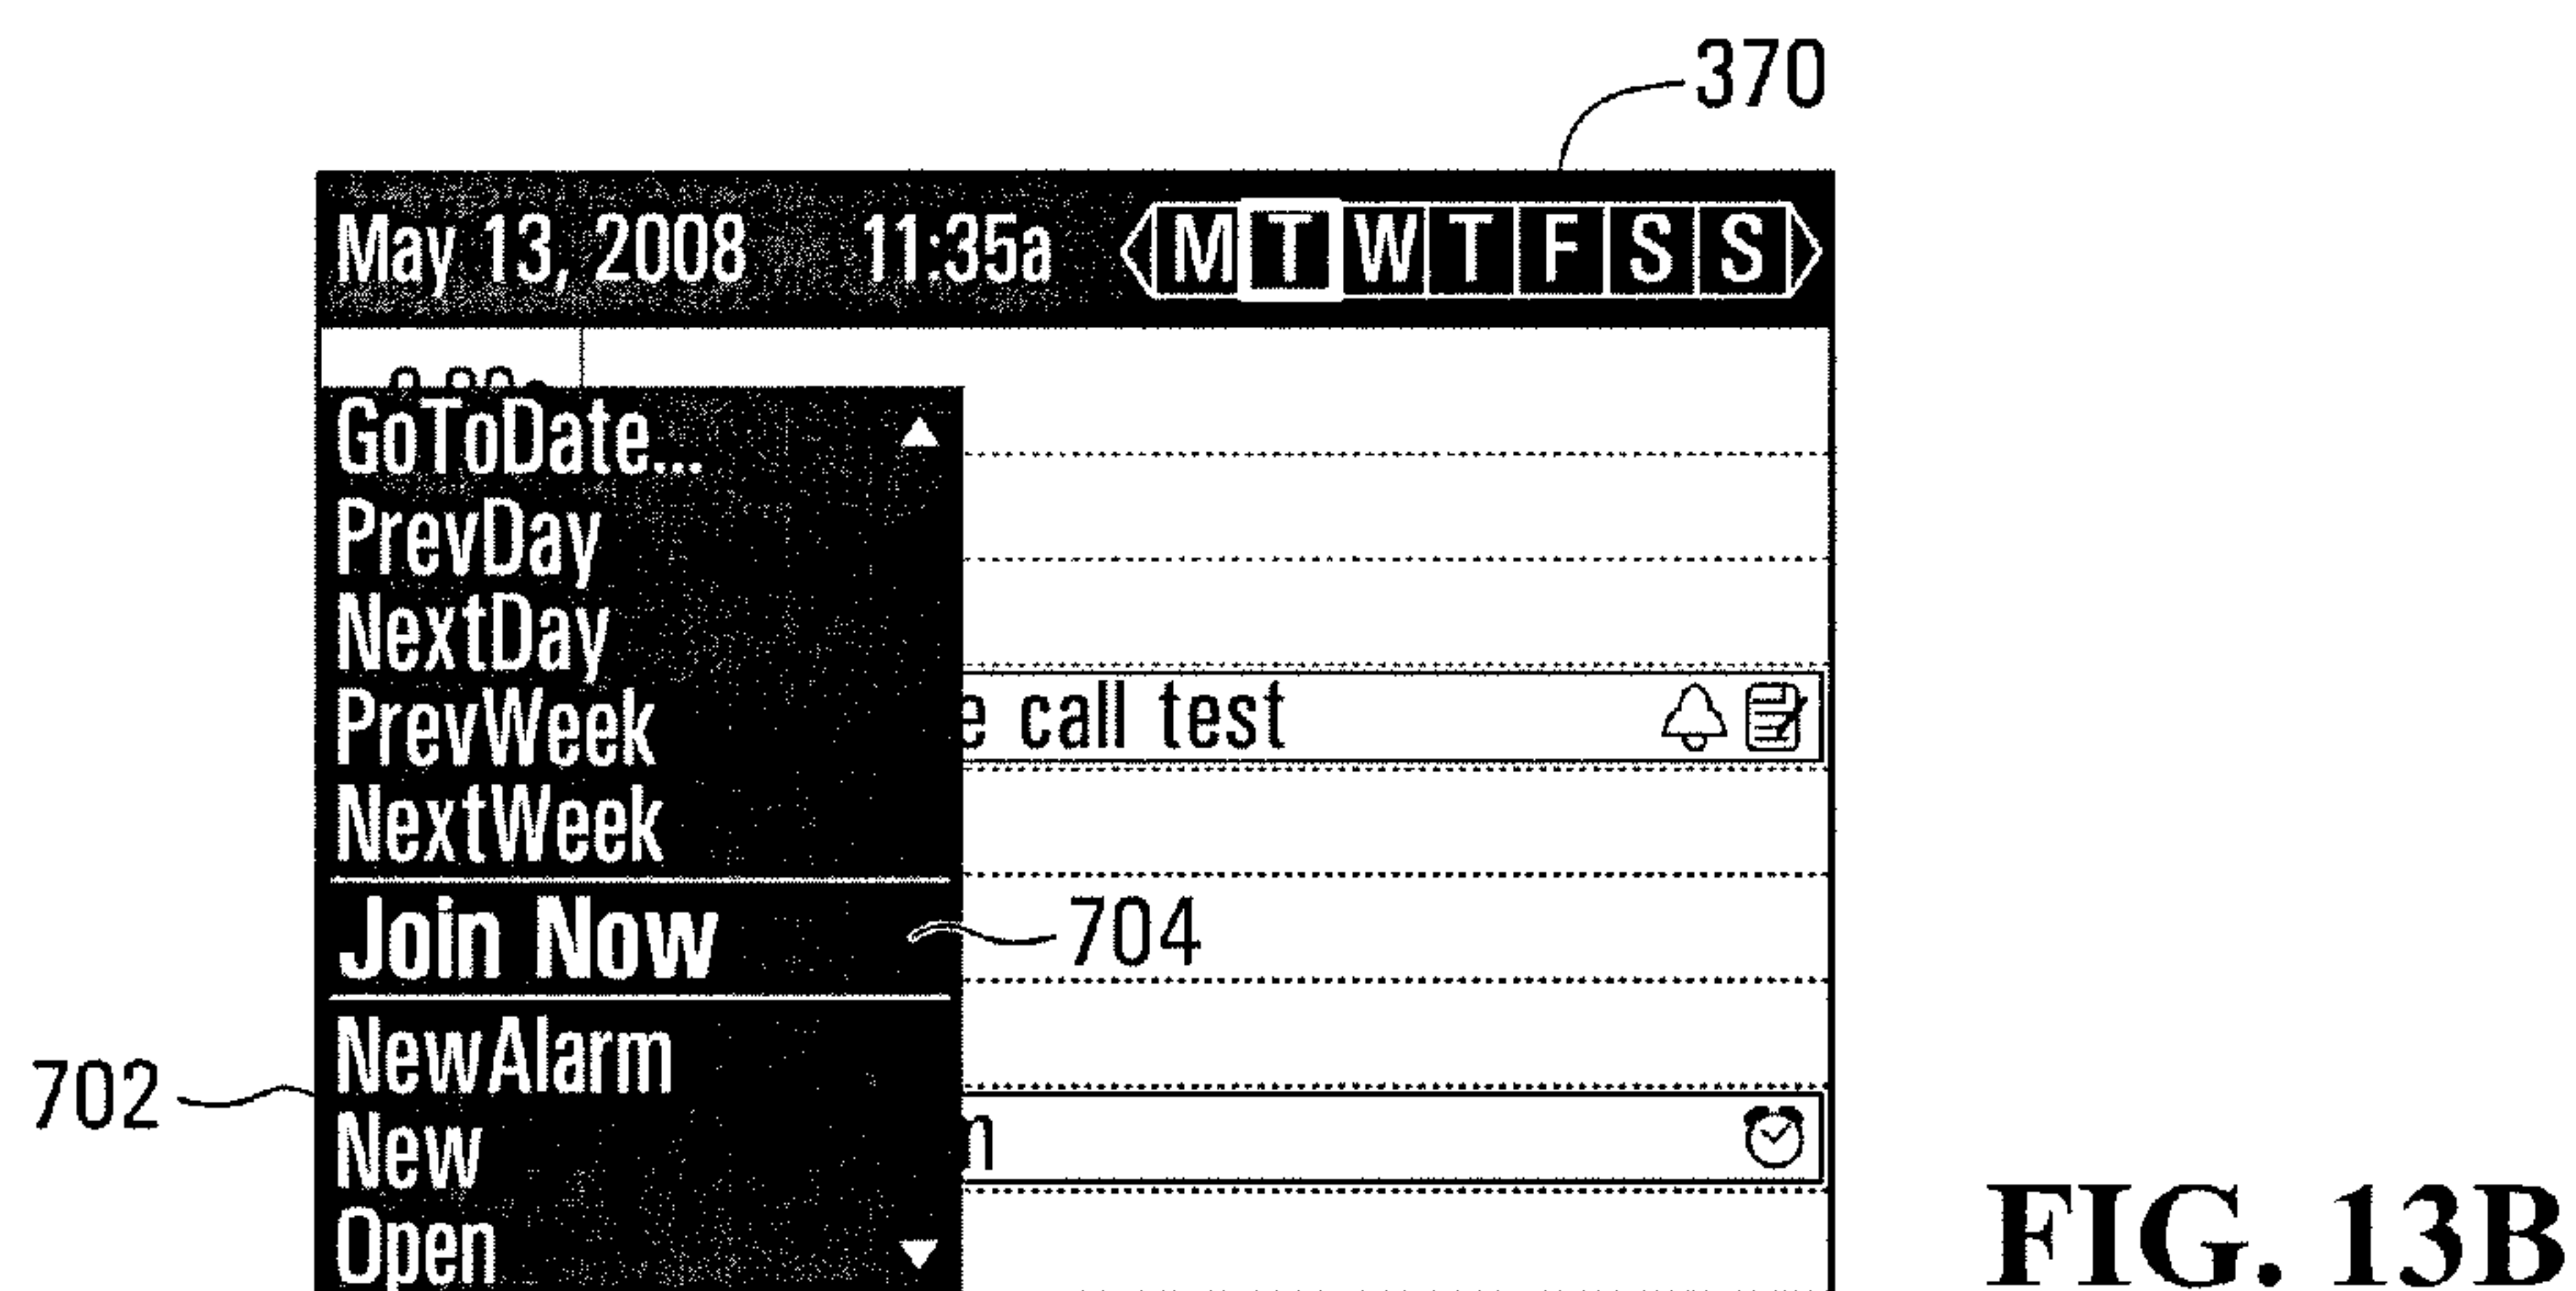 370
May 13, 2008 11:35a M T W T F S S
GoToDate...
PrevDay
NextDay
PrevWeek
e call test
NextWeek
Join Now
704
NewAlarm
702
New
n
Open
FIG. 13B